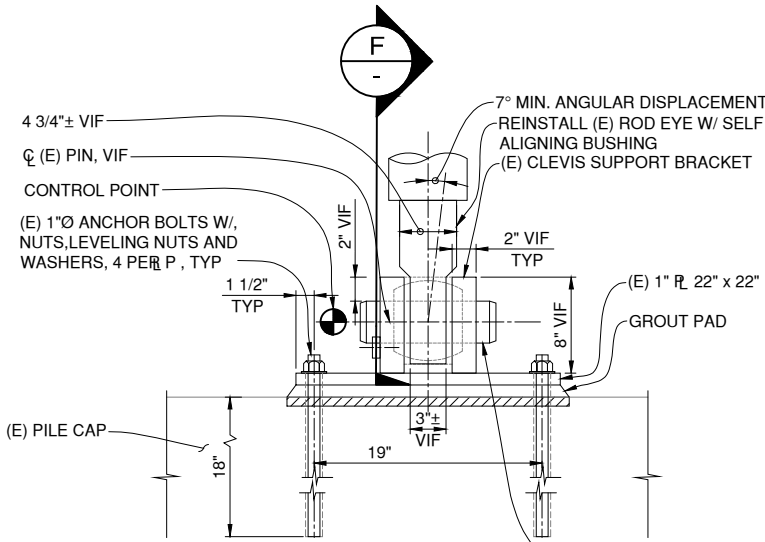 F
-
4 3/4"± VIF
℄ (E) PIN, VIF
CONTROL POINT
(E) 1"Ø ANCHOR BOLTS W/,
NUTS,LEVELING NUTS AND
WASHERS, 4 PER ⅊ , TYP
1 1/2"
TYP
(E) PILE CAP
18"
19"
3"±
VIF
2" VIF
2" VIF
TYP
8" VIF
7° MIN. ANGULAR DISPLACEMENT
REINSTALL (E) ROD EYE W/ SELF
ALIGNING BUSHING
(E) CLEVIS SUPPORT BRACKET
(E) 1" ⅊ 22" x 22"
GROUT PAD